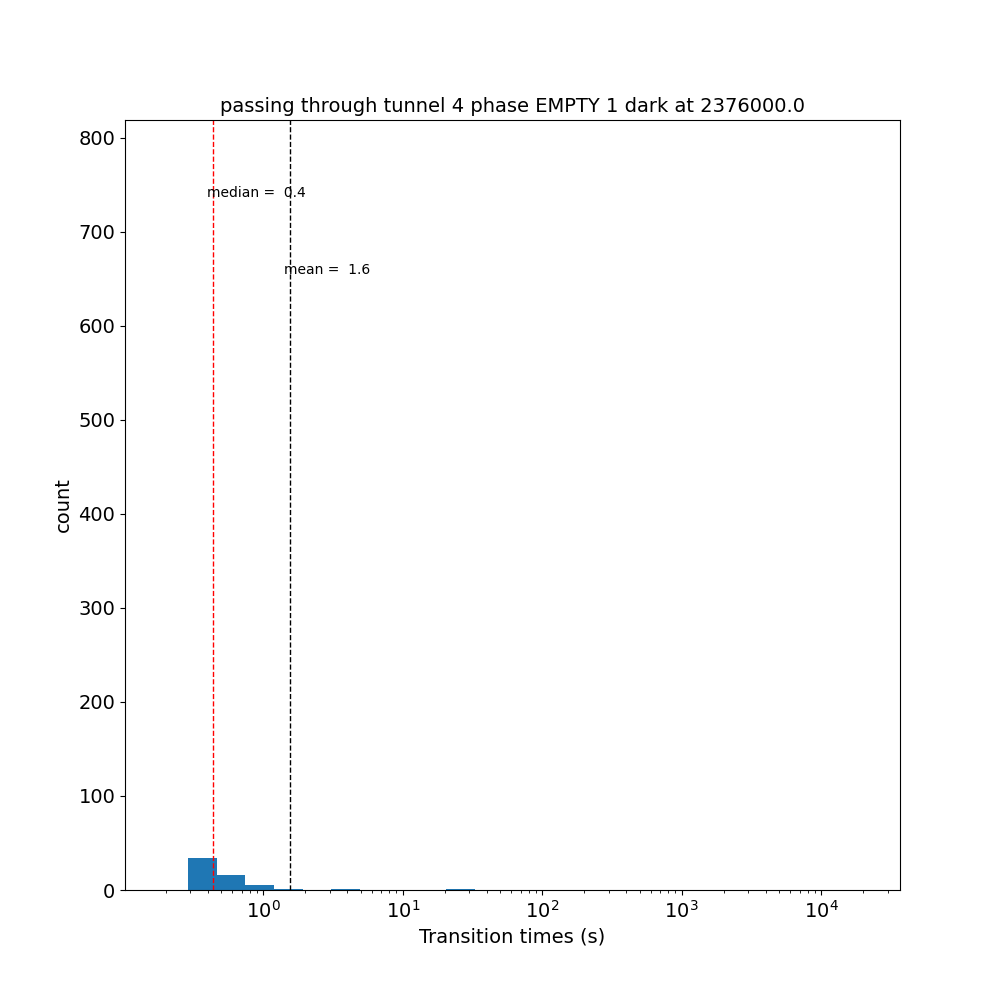 passing through tunnel 4 phase EMPTY 1 dark at 2376000.0
800
median =  0.4
700
mean =  1.6
600
500
count
400
300
200
100
0
10^0 10^1 10^2 10^3 10^4
Transition times (s)